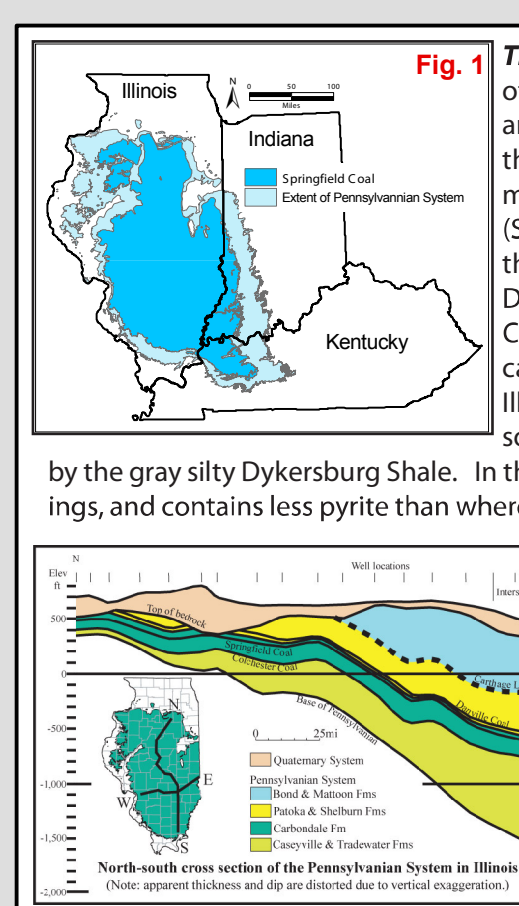 Fig. 1
Illinois
N
0 50 100
Miles
Indiana
Springfield Coal
Extent of Pennsylvannian System
Kentucky
by the gray silty Dykersburg Shale. In th
ings, and contains less pyrite than where
N
Elev
ft
Well locations
Inters
500
Top of bedrock
Springfield Coal
Colchester Coal
0
Carthage L
Danville Coal
Base of Pennsylvanian
-500
-1,000
-1,500
-2,000
N
E
W
S
0 25mi
Quaternary System
Pennsylvanian System
Bond & Mattoon Fms
Patoka & Shelburn Fms
Carbondale Fm
Caseyville & Tradewater Fms
North-south cross section of the Pennsylvanian System in Illinois
(Note: apparent thickness and dip are distorted due to vertical exaggeration.)